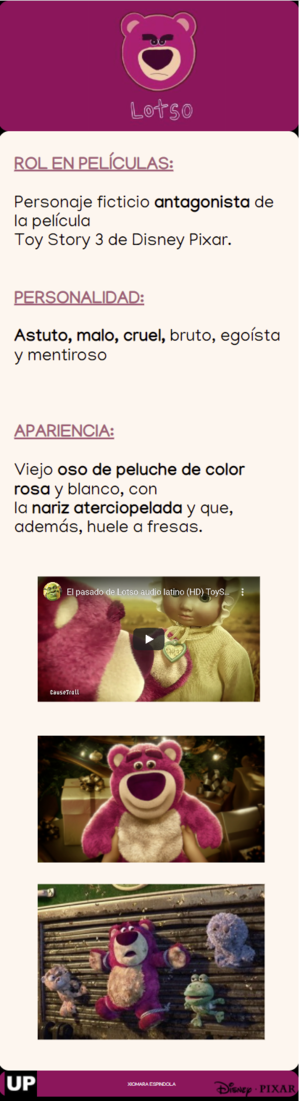 Lotso
ROL EN PELÍCULAS:
Personaje ficticio antagonista de
la película
Toy Story 3 de Disney Pixar.
PERSONALIDAD:
Astuto, malo, cruel, bruto, egoísta
y mentiroso
APARIENCIA:
Viejo oso de peluche de color
rosa y blanco, con
la nariz aterciopelada y que,
además, huele a fresas.
El pasado de Lotso audio latino (HD) ToyS...
CauseTroll
UP
XIOMARA ESPINDOLA
Disney · PIXAR